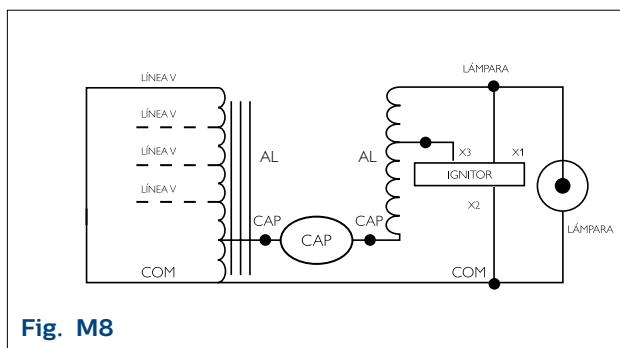 LÍNEA V
LÍNEA V
LÍNEA V
LÍNEA V
AL
CAP
CAP
CAP
COM
LÁMPARA
AL
X3
X1
IGNITOR
X2
LÁMPARA
COM
Fig. M8